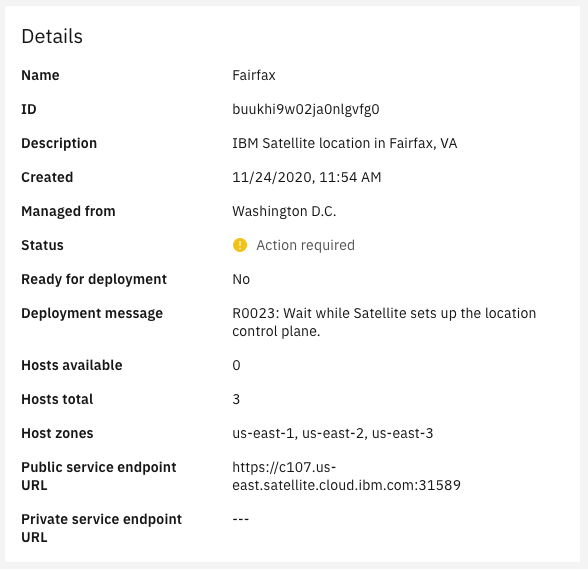 Details
Name Fairfax
ID buukhi9w02ja0nlgvfg0
Description IBM Satellite location in Fairfax, VA
Created 11/24/2020, 11:54 AM
Managed from Washington D.C.
Status Action required
Ready for deployment No
Deployment message R0023: Wait while Satellite sets up the location
control plane.
Hosts available 0
Hosts total 3
Host zones us-east-1, us-east-2, us-east-3
Public service endpoint https://c107.us-
URL east.satellite.cloud.ibm.com:31589
Private service endpoint ---
URL